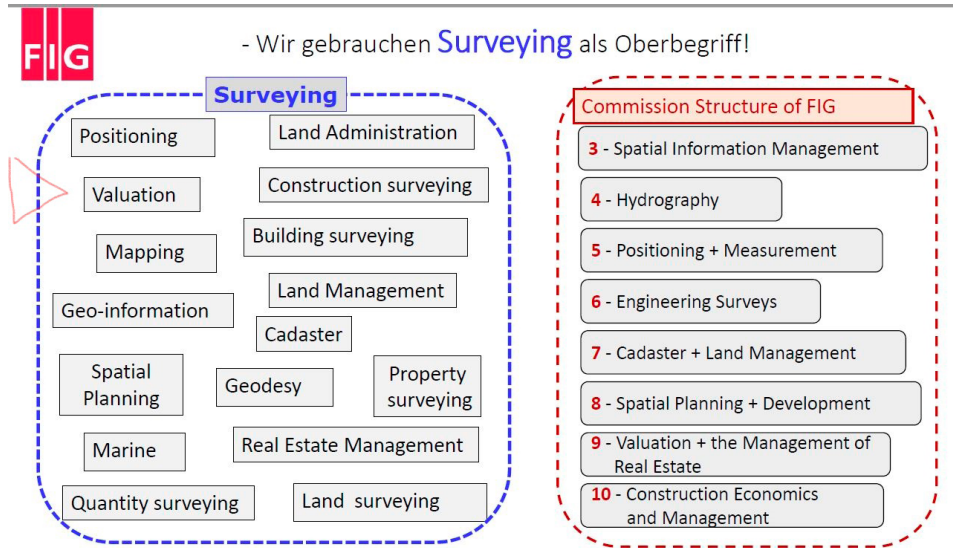 FIG
- Wir gebrauchen Surveying als Oberbegriff!
Surveying
Positioning
Land Administration
Valuation
Construction surveying
Mapping
Building surveying
Geo-information
Land Management
Cadaster
Spatial
Planning
Geodesy
Property
surveying
Marine
Real Estate Management
Quantity surveying
Land surveying
Commission Structure of FIG
3 - Spatial Information Management
4 - Hydrography
5 - Positioning + Measurement
6 - Engineering Surveys
7 - Cadaster + Land Management
8 - Spatial Planning + Development
9 - Valuation + the Management of
Real Estate
10 - Construction Economics
and Management